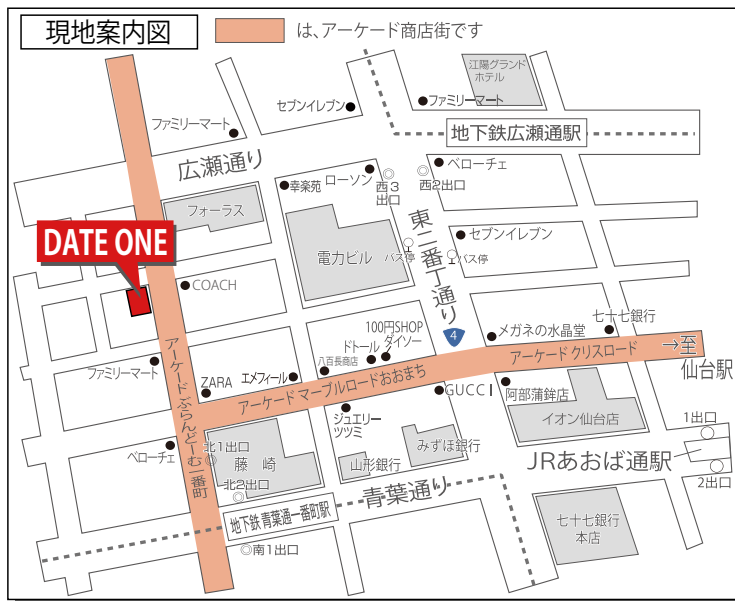 現地案内図
は、アーケード商店街です
江陽グランド
ホテル
セブンイレブン
ファミリーマート
ファミリーマート
地下鉄広瀬通駅
広瀬通り
ベローチェ
幸楽苑
ローソン
西3
出口
西2出口
フォーラス
東二番丁通り
セブンイレブン
DATE ONE
電力ビル
バス停
バス停
COACH
4
七十七銀行
メガネの水晶堂
100円SHOP
ダイソー
ドトール
八百長商店
アーケード クリスロード
→至
仙台駅
ファミリーマート
エメフィール
ZARA
アーケード マーブルロードおおまち
GUCCI
阿部蒲鉾店
アーケード ぶらんどーむ一番町
ジュエリー
ツツミ
イオン仙台店
1出口
ベローチェ
北1出口
藤崎
みずほ銀行
山形銀行
JRあおば通駅
北2出口
青葉通り
2出口
地下鉄 青葉通一番町駅
七十七銀行
本店
南1出口